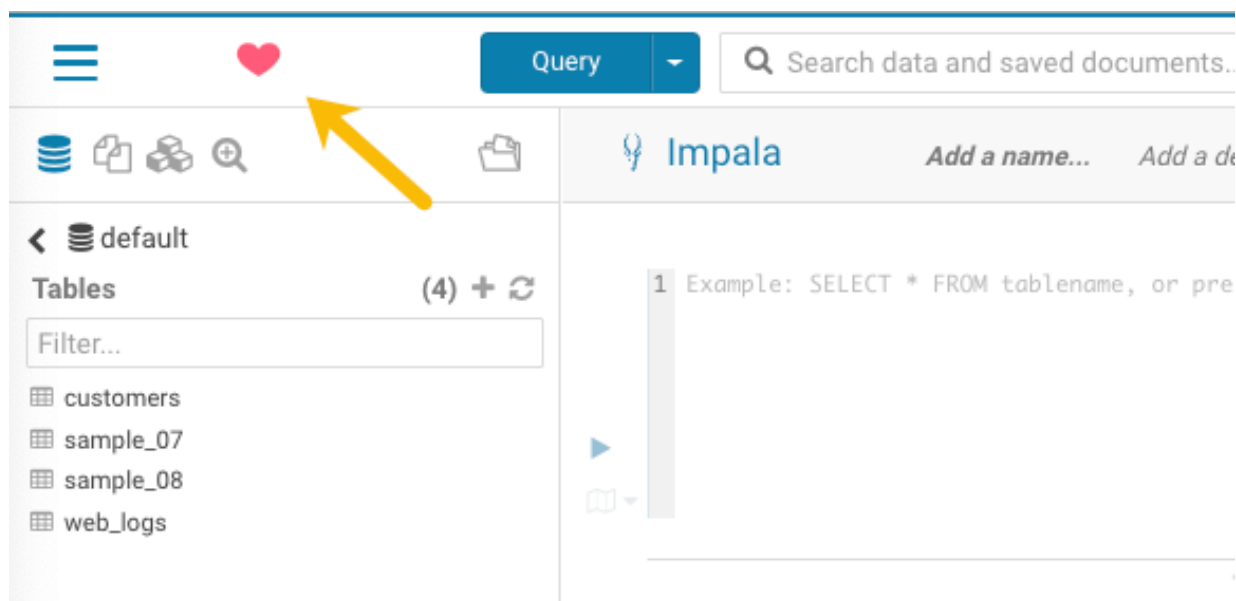 Query
Search data and saved documents..
Impala
Add a name...
Add a de
default
Tables (4)
Filter...
customers
sample_07
sample_08
web_logs
1 Example: SELECT * FROM tablename, or pre